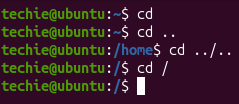 techie@ubuntu:~$ cd
techie@ubuntu:~$ cd ..
techie@ubuntu:/home$ cd ../..
techie@ubuntu:/$ cd /
techie@ubuntu:/$